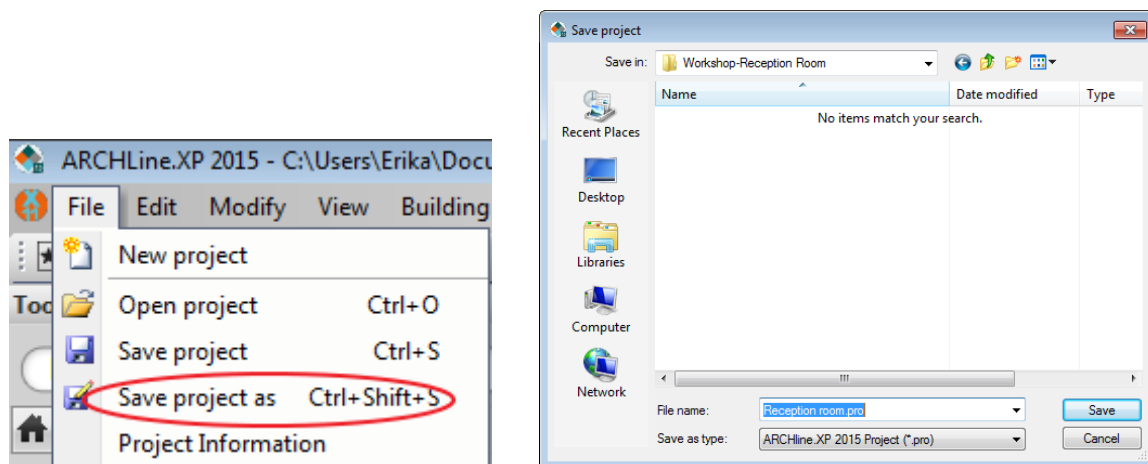 ARCHLine.XP 2015 - C:\Users\Erika\Docu
File Edit Modify View Building
New project
Open project Ctrl+O
Save project Ctrl+S
Save project as Ctrl+Shift+S
Project Information
Save project
Save in: Workshop-Reception Room
Name Date modified Type
No items match your search.
Recent Places
Desktop
Libraries
Computer
Network
File name: Reception room.pro Save
Save as type: ARCHline.XP 2015 Project (*.pro) Cancel